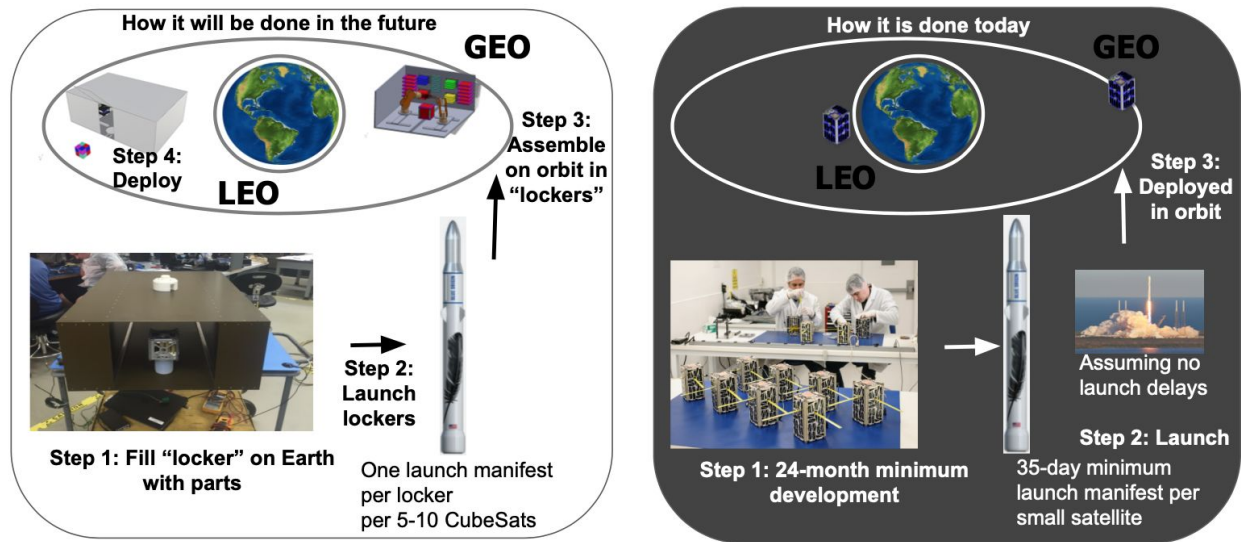 How it will be done in the future
GEO
Step 3:
Assemble
on orbit in
“lockers”
Step 4:
Deploy
LEO
Step 2:
Launch
lockers
Step 1: Fill “locker” on Earth
with parts
One launch manifest
per locker
per 5-10 CubeSats
How it is done today
GEO
LEO
Step 3:
Deployed
in orbit
Assuming no
launch delays
Step 2: Launch
Step 1: 24-month minimum
development
35-day minimum
launch manifest per
small satellite